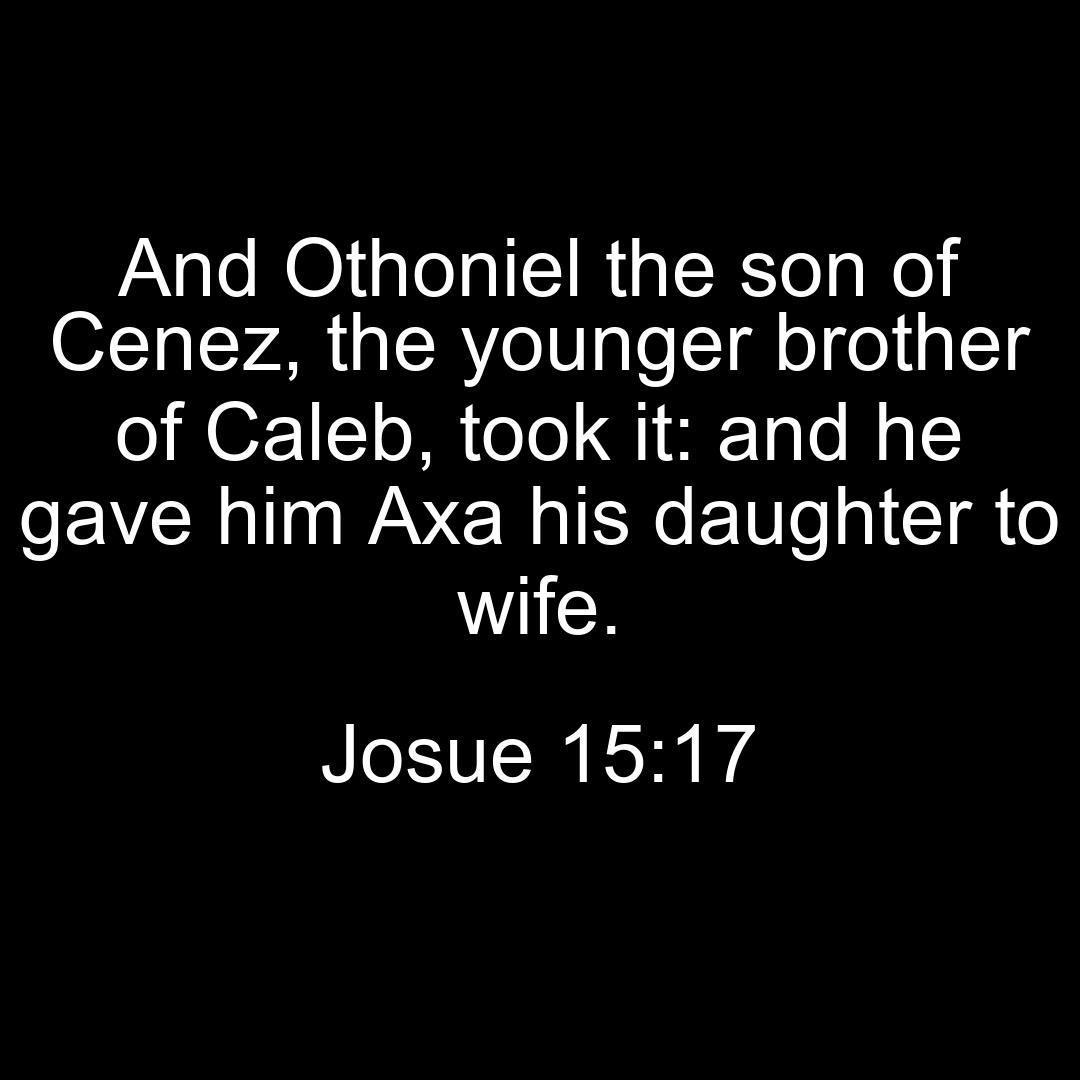 And Othoniel the son of
Cenez, the younger brother
of Caleb, took it: and he
gave him Axa his daughter to
wife.
Josue 15:17